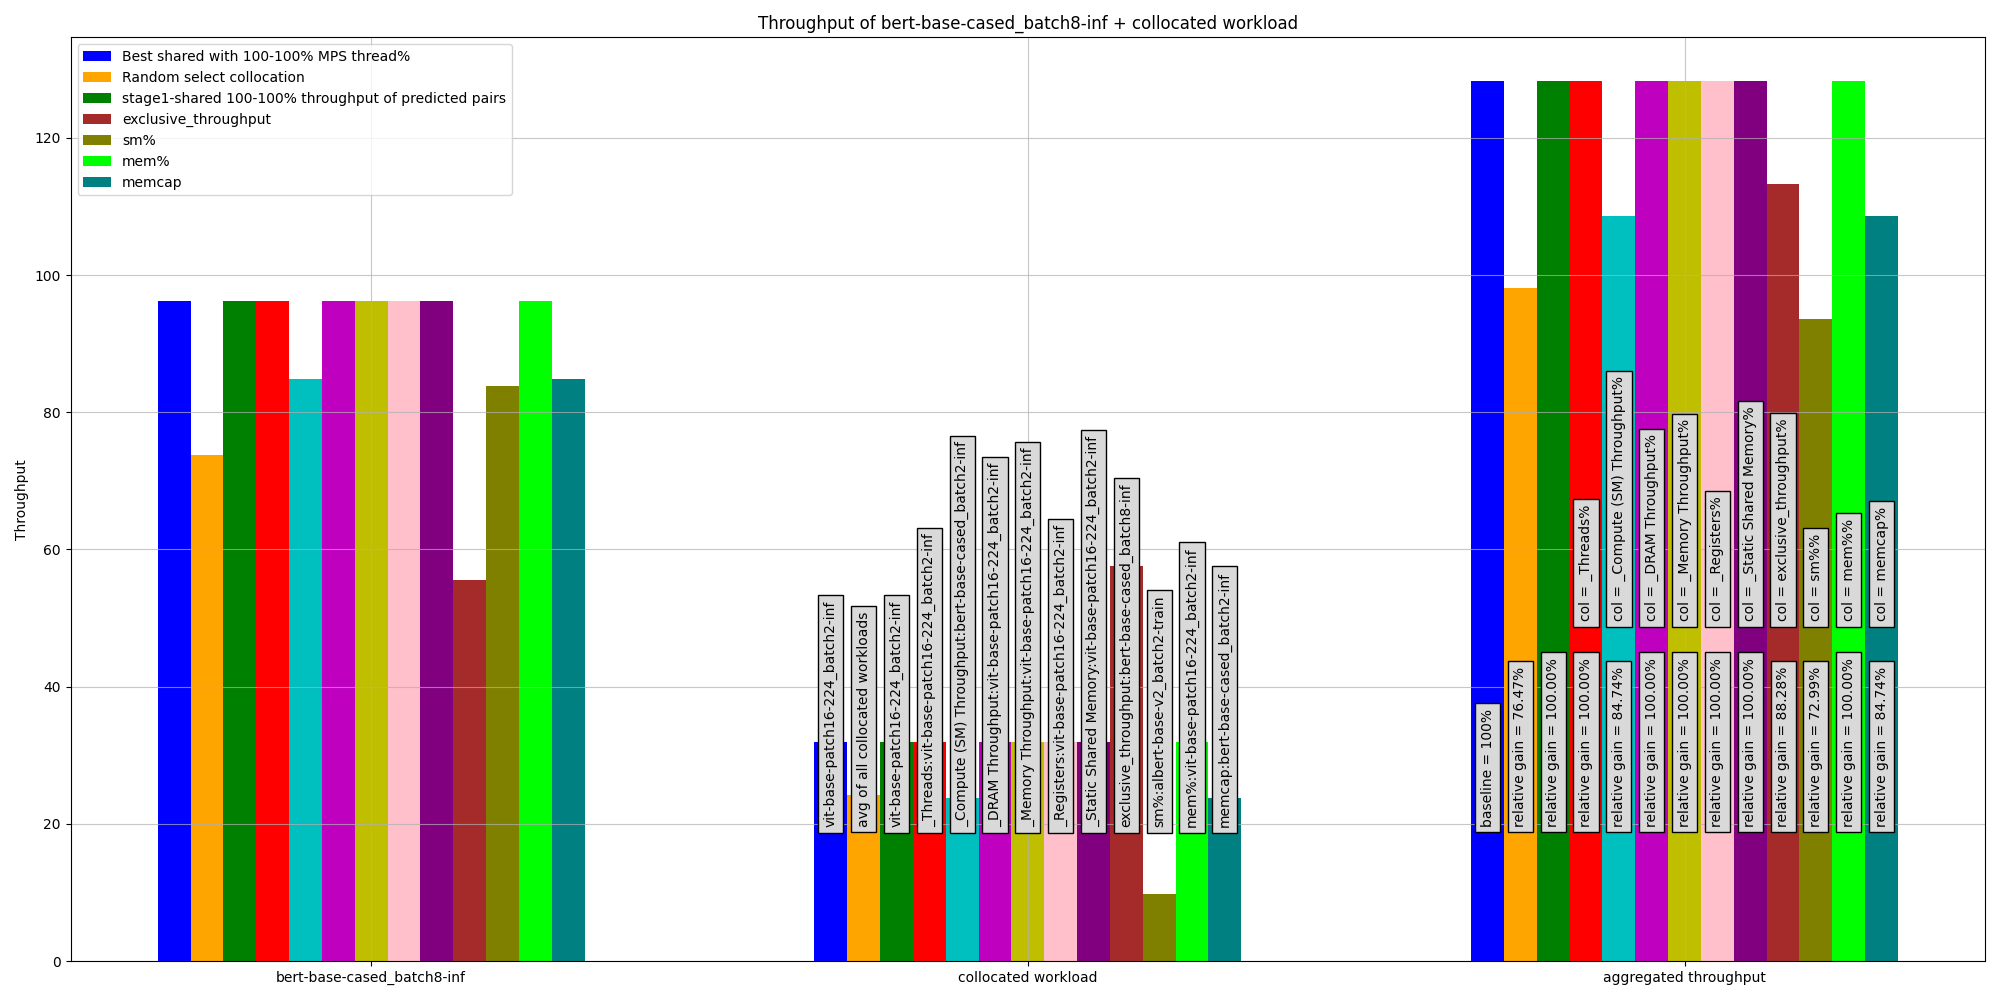 Throughput of bert-base-cased_batch8-inf + collocated workload
Best shared with 100-100% MPS thread%
Random select collocation
stage1-shared 100-100% throughput of predicted pairs
exclusive_throughput
sm%
mem%
memcap
Throughput
120
100
80
60
40
20
0
vit-base-patch16-224_batch2-inf
avg of all collocated workloads
vit-base-patch16-224_batch2-inf
_Threads:vit-base-patch16-224_batch2-inf
_Compute (SM) Throughput:bert-base-cased_batch2-inf
_DRAM Throughput:vit-base-patch16-224_batch2-inf
_Memory Throughput:vit-base-patch16-224_batch2-inf
_Registers:vit-base-patch16-224_batch2-inf
_Static Shared Memory:vit-base-patch16-224_batch2-inf
exclusive_throughput:bert-base-cased_batch8-inf
sm%:albert-base-v2_batch2-train
mem%:vit-base-patch16-224_batch2-inf
memcap:bert-base-cased_batch2-inf
col = _Threads%
col = _Compute (SM) Throughput%
col = _DRAM Throughput%
col = _Memory Throughput%
col = _Registers%
col = _Static Shared Memory%
col = exclusive_throughput%
col = sm%%
col = mem%%
col = memcap%
baseline = 100%
relative gain = 76.47%
relative gain = 100.00%
relative gain = 100.00%
relative gain = 84.74%
relative gain = 100.00%
relative gain = 100.00%
relative gain = 100.00%
relative gain = 100.00%
relative gain = 88.28%
relative gain = 72.99%
relative gain = 100.00%
relative gain = 84.74%
bert-base-cased_batch8-inf
collocated workload
aggregated throughput